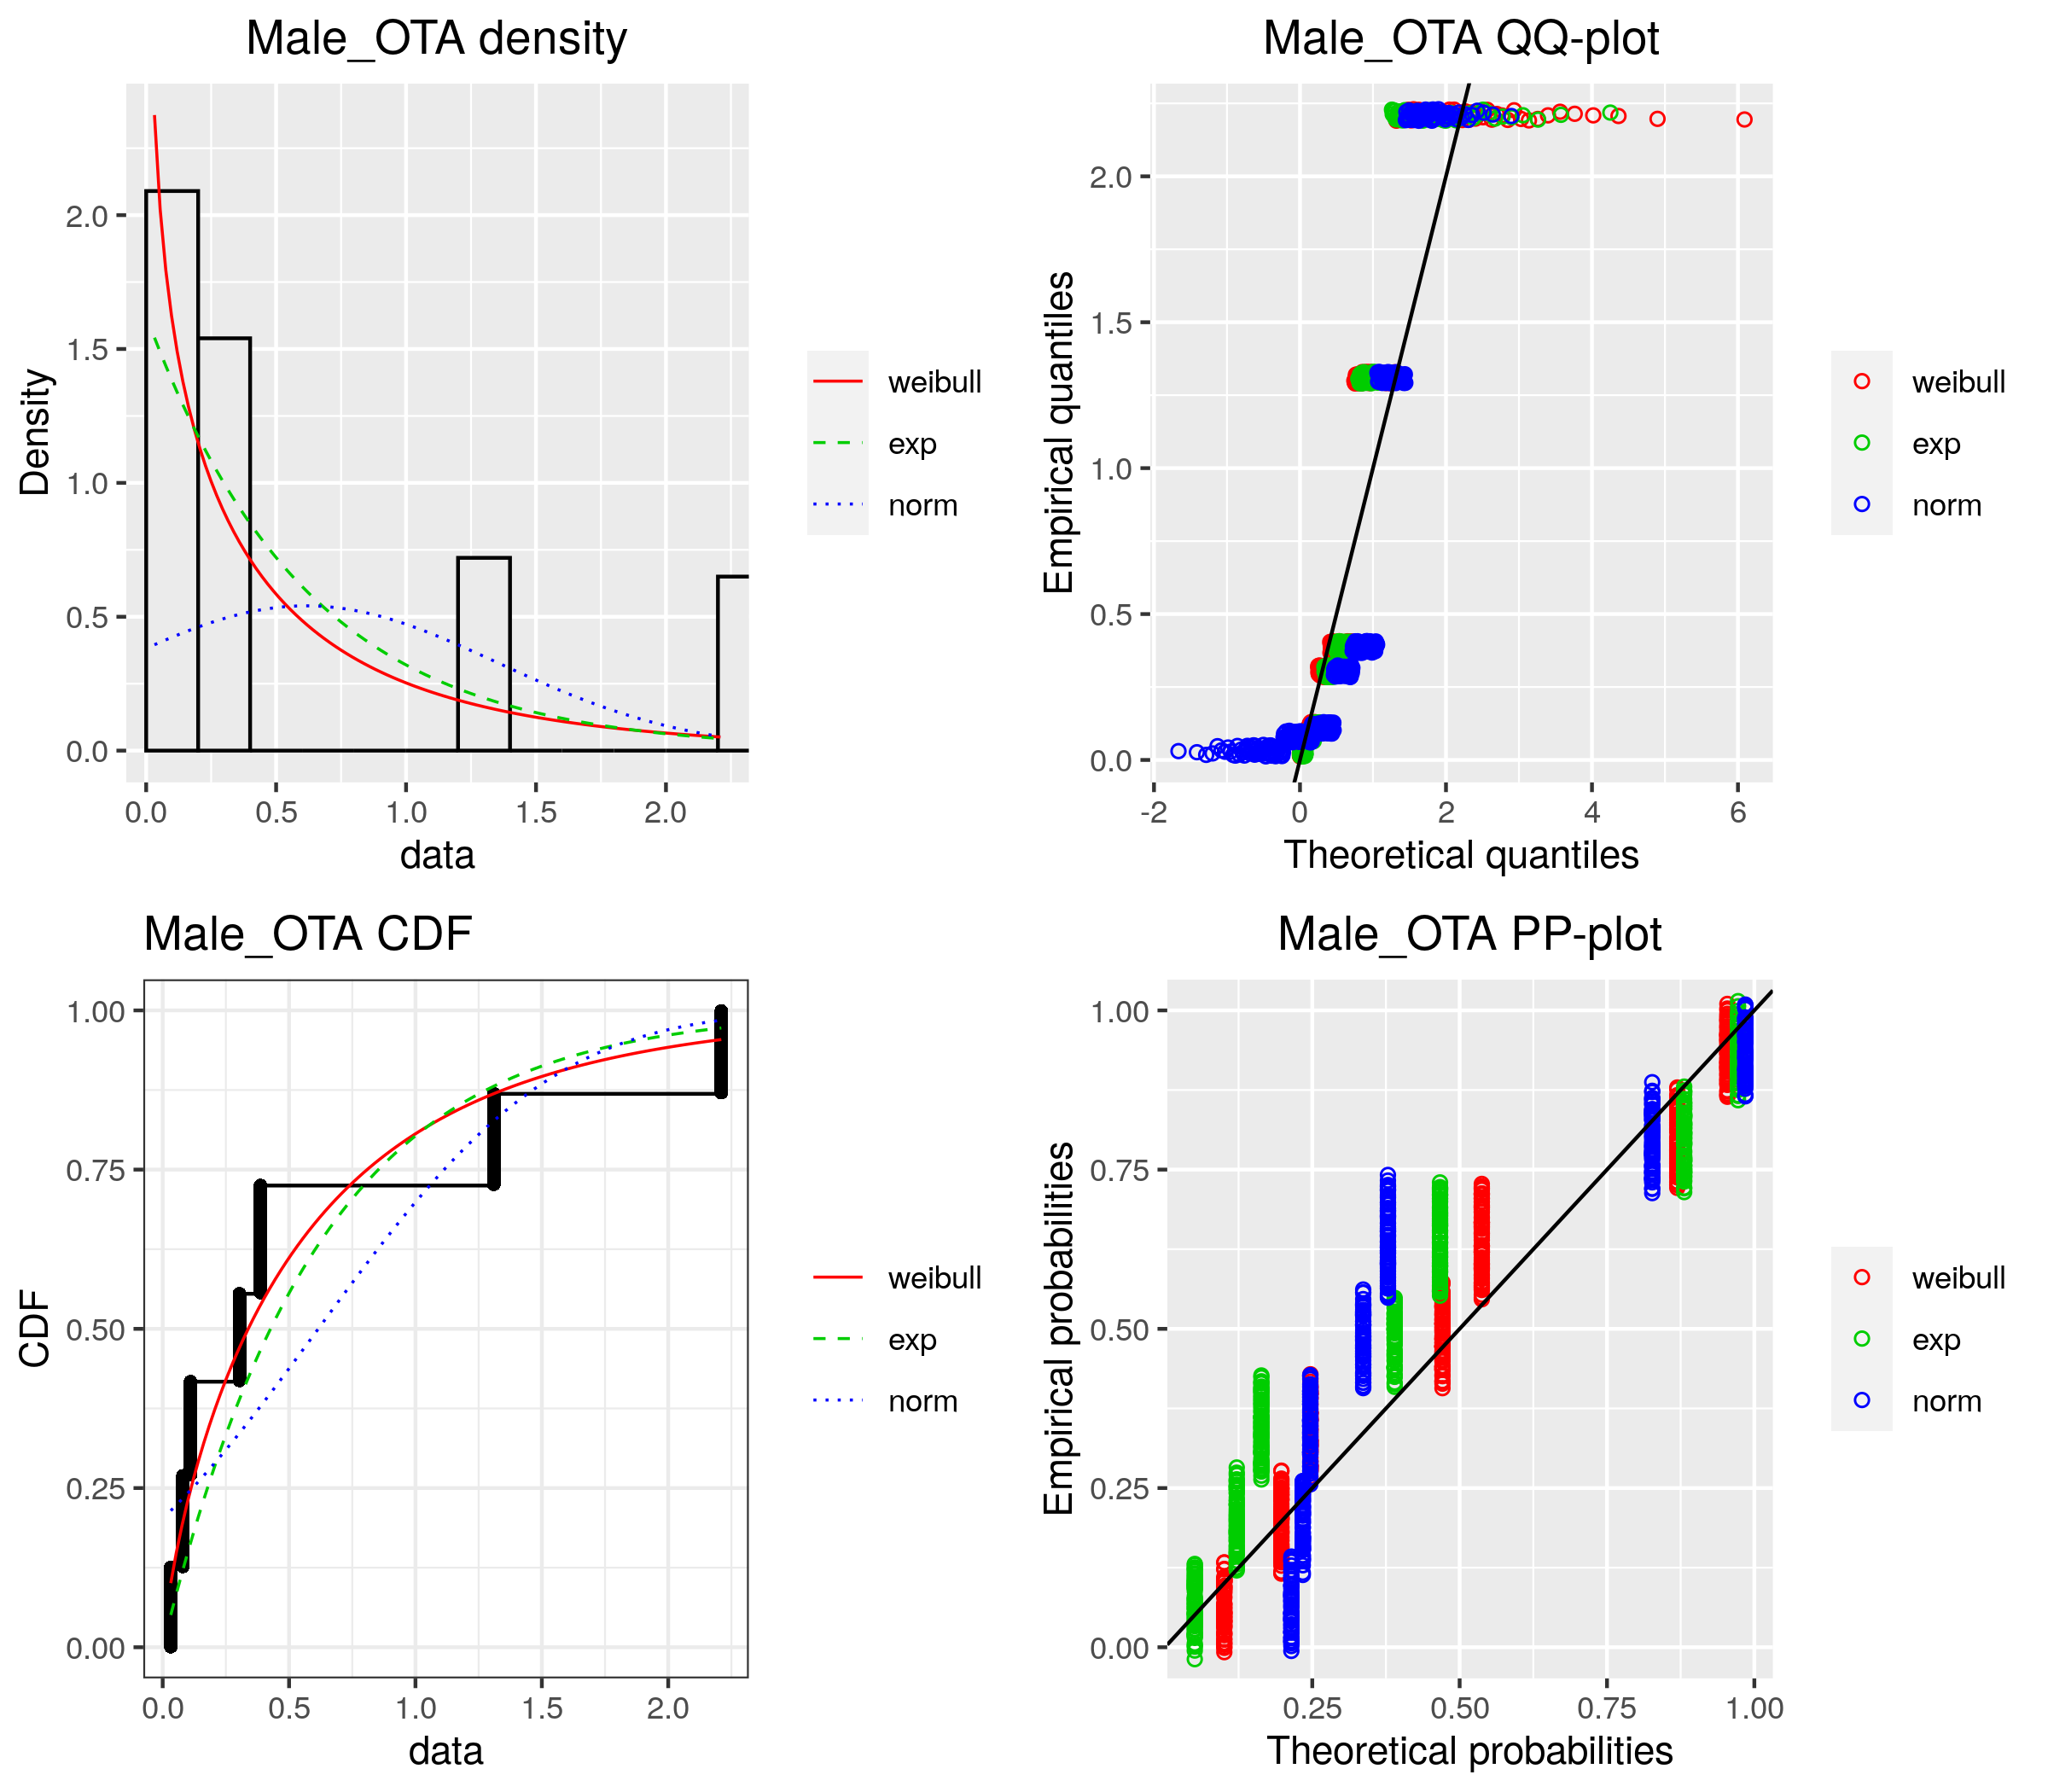 Male_OTA density
Density
2.0
1.5
1.0
0.5
0.0
0.0 0.5 1.0 1.5 2.0
data
weibull
exp
norm
Male_OTA QQ-plot
Empirical quantiles
2.0
1.5
1.0
0.5
0.0
-2 0 2 4 6
Theoretical quantiles
weibull
exp
norm
Male_OTA CDF
CDF
1.00
0.75
0.50
0.25
0.00
0.0 0.5 1.0 1.5 2.0
data
weibull
exp
norm
Male_OTA PP-plot
Empirical probabilities
1.00
0.75
0.50
0.25
0.00
0.25 0.50 0.75 1.00
Theoretical probabilities
weibull
exp
norm